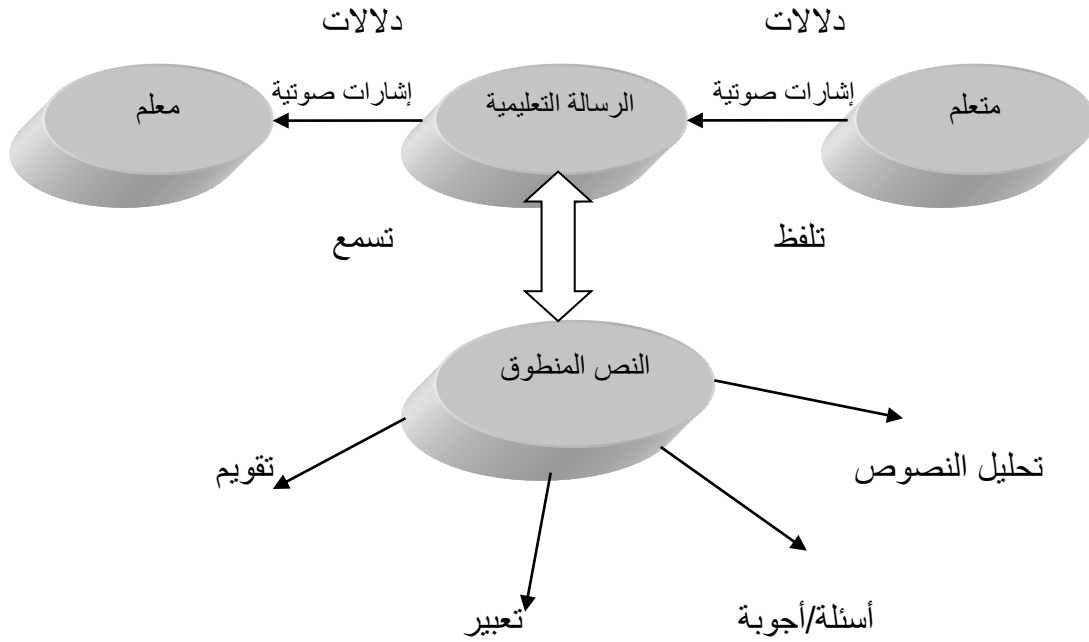 دلالات
دلالات
متعلم
إشارات صوتية
الرسالة التعليمية
إشارات صوتية
معلم
تلفظ
تسمع
النص المنطوق
تحليل النصوص
تقويم
أسئلة/أجوبة
تعبير